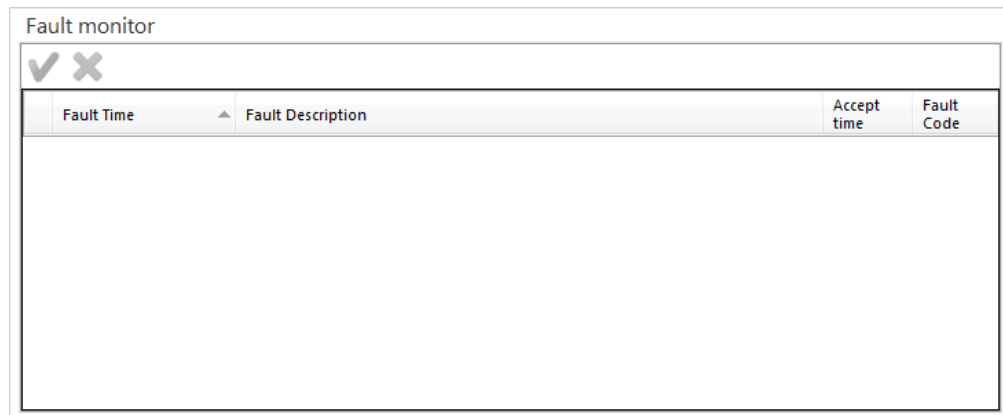 Fault monitor
Fault Time
Fault Description
Accept
time
Fault
Code